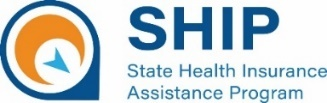 SHIP
State Health Insurance
Assistance Program